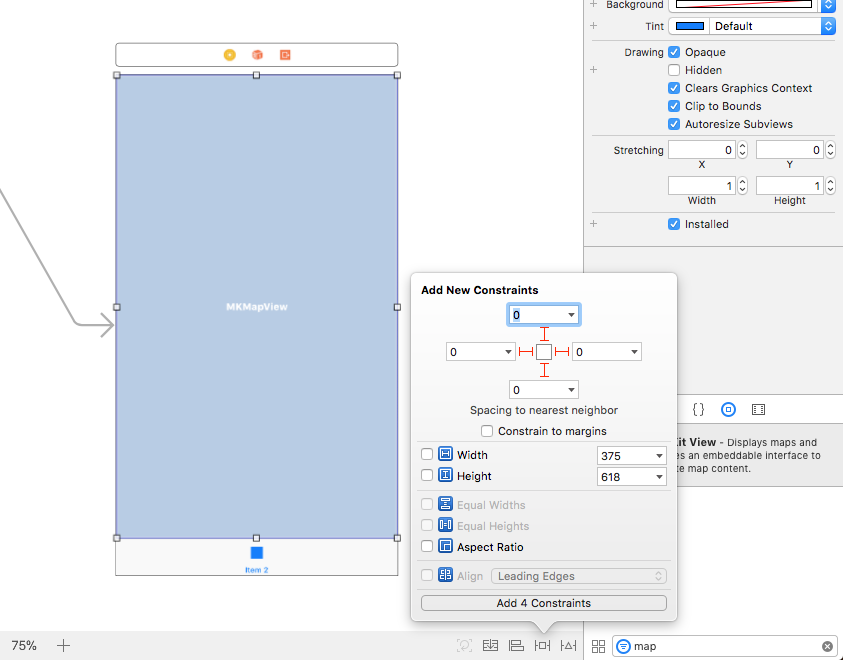 Background
Tint Default
Drawing Opaque
Hidden
Clears Graphics Context
Clip to Bounds
Autoresize Subviews
Stretching 0 0
X Y
1 1
Width Height
Installed
MKMapView
Item 2
Add New Constraints
0
0 0
0
Spacing to nearest neighbor
Constrain to margins
Width 375
Height 618
Equal Widths
Equal Heights
Aspect Ratio
Align Leading Edges
Add 4 Constraints
{}
Kit View - Displays maps and
es an embeddable interface to
te map content.
75%
map